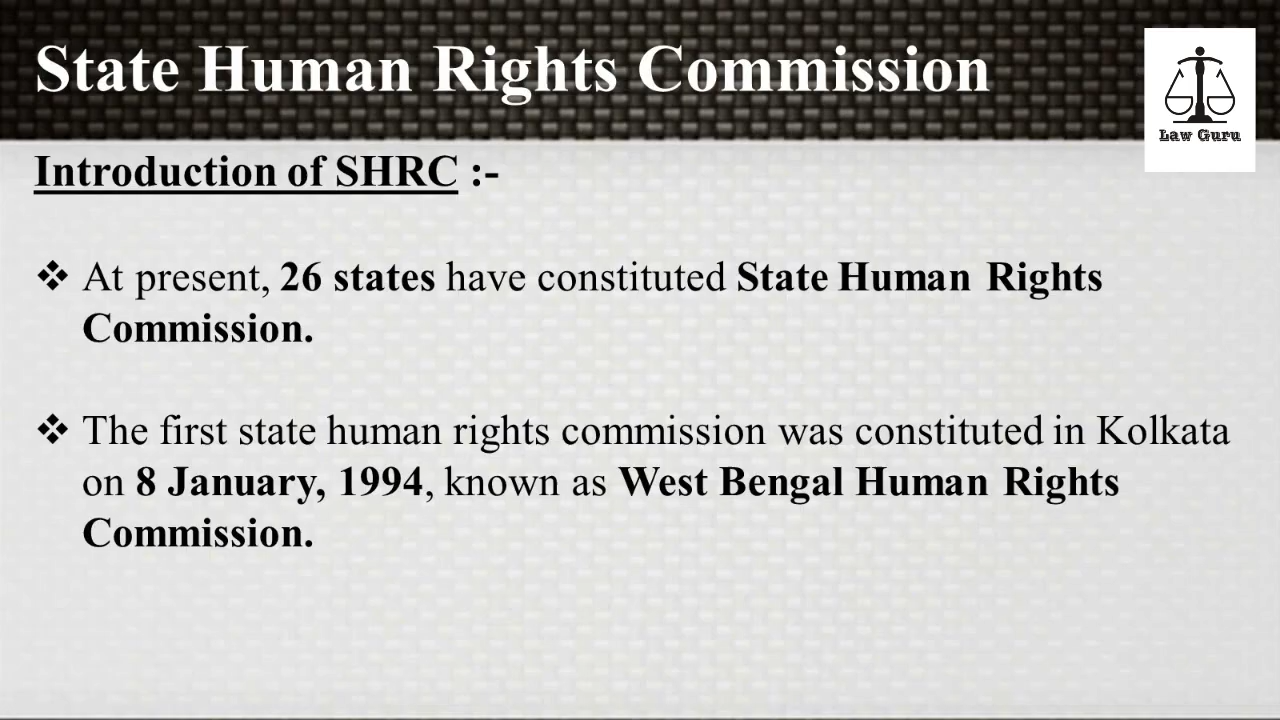 State Human Rights Commission
Law Guru
Introduction of SHRC :-
❖ At present, 26 states have constituted State Human Rights
Commission.
❖ The first state human rights commission was constituted in Kolkata
on 8 January, 1994, known as West Bengal Human Rights
Commission.